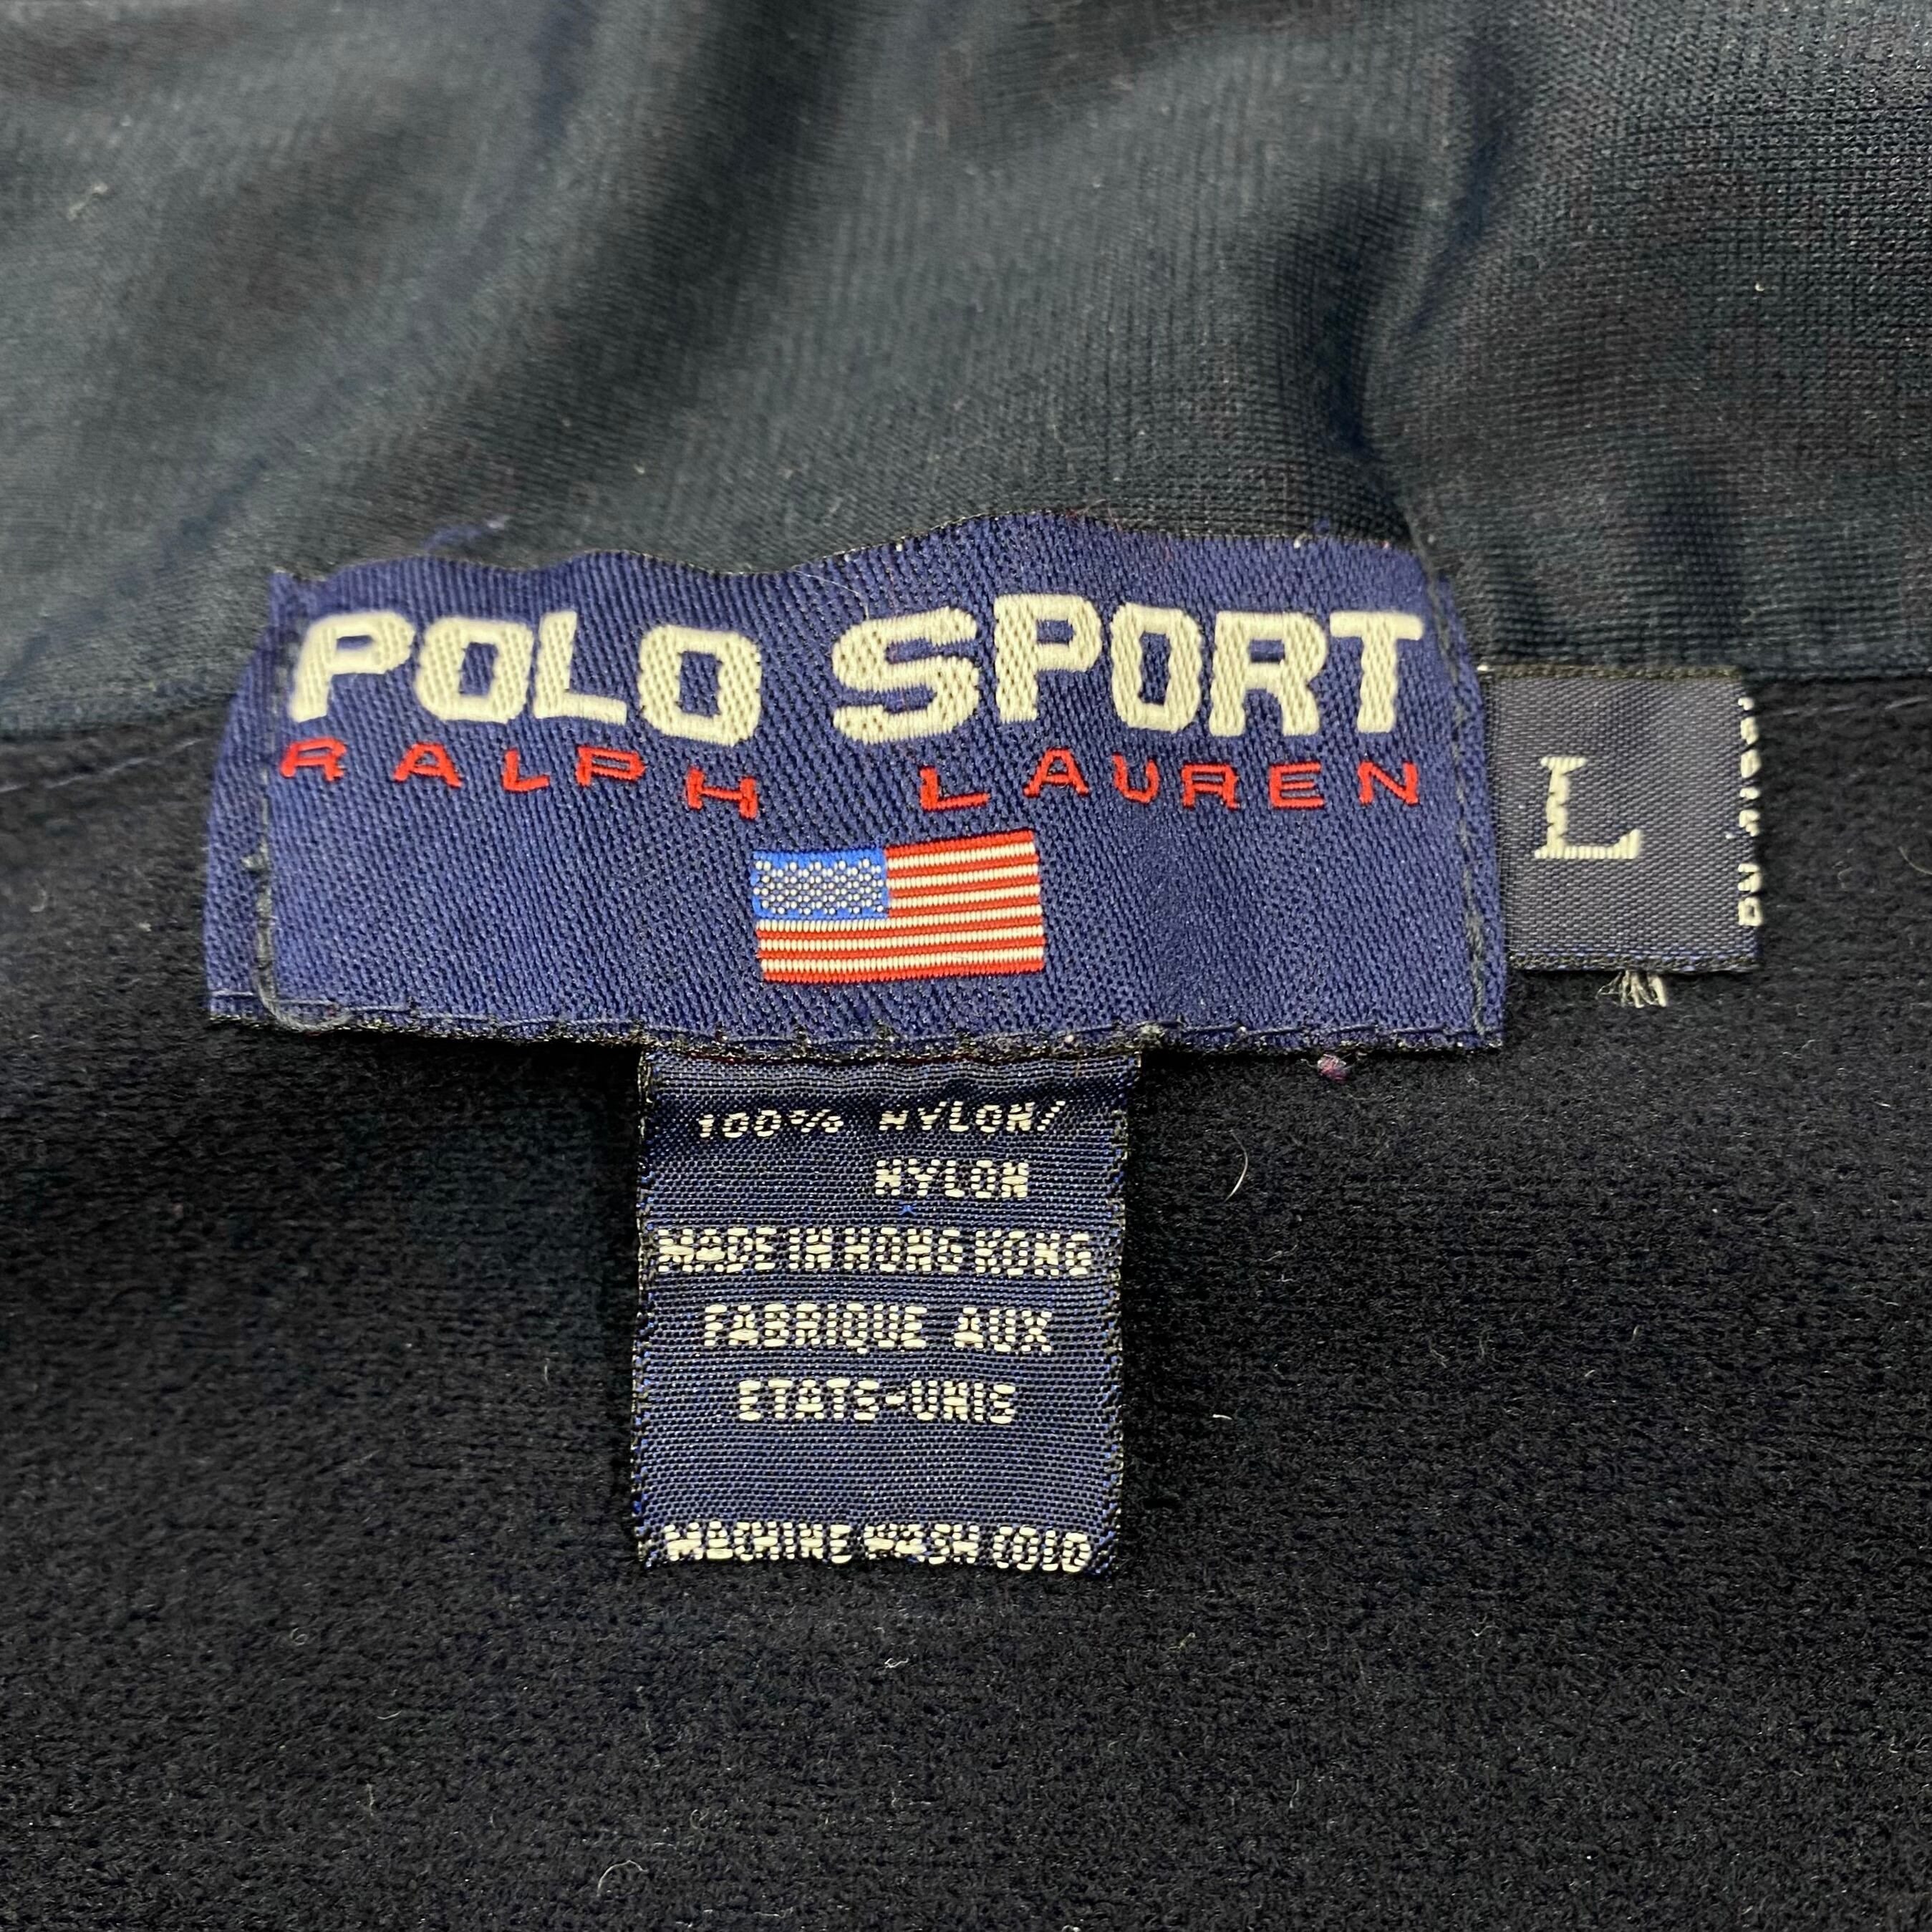 POLO SPORT
RALPH LAUREN
L
100% NYLON/
NYLON
MADE IN HONG KONG
FABRIQUE AUX
ETATS-UNIS
MACHINE WASH COLD